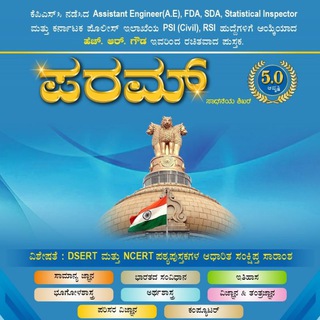 ಕೆಪಿಎಸ್‌ಸಿ ನಡೆಸಿದ Assistant Engineer(A.E), FDA, SDA, Statistical Inspector
ಮತ್ತು ಕರ್ನಾಟಕ ಪೊಲೀಸ್ ಇಲಾಖೆಯ PSI (Civil), RSI ಹುದ್ದೆಗಳಿಗೆ ಆಯ್ಕೆಯಾದ
ಹೆಚ್. ಆರ್. ಗೌಡ ಇವರಿಂದ ರಚಿತವಾದ ಪುಸ್ತಕ.
ಪರಮ್
ಸಾಧನೆಯ ಶಿಖರ
5.0
ಆವೃತ್ತಿ
ವಿಶೇಷತೆ : DSERT ಮತ್ತು NCERT ಪಠ್ಯಪುಸ್ತಕಗಳ ಆಧಾರಿತ ಸಂಕ್ಷಿಪ್ತ ಸಾರಾಂಶ
ಸಾಮಾನ್ಯ ಜ್ಞಾನ ಭಾರತದ ಸಂವಿಧಾನ ಇತಿಹಾಸ
ಭೂಗೋಳಶಾಸ್ತ್ರ ಅರ್ಥಶಾಸ್ತ್ರ ವಿಜ್ಞಾನ & ತಂತ್ರಜ್ಞಾನ
ಪರಿಸರ ವಿಜ್ಞಾನ ಕಂಪ್ಯೂಟರ್